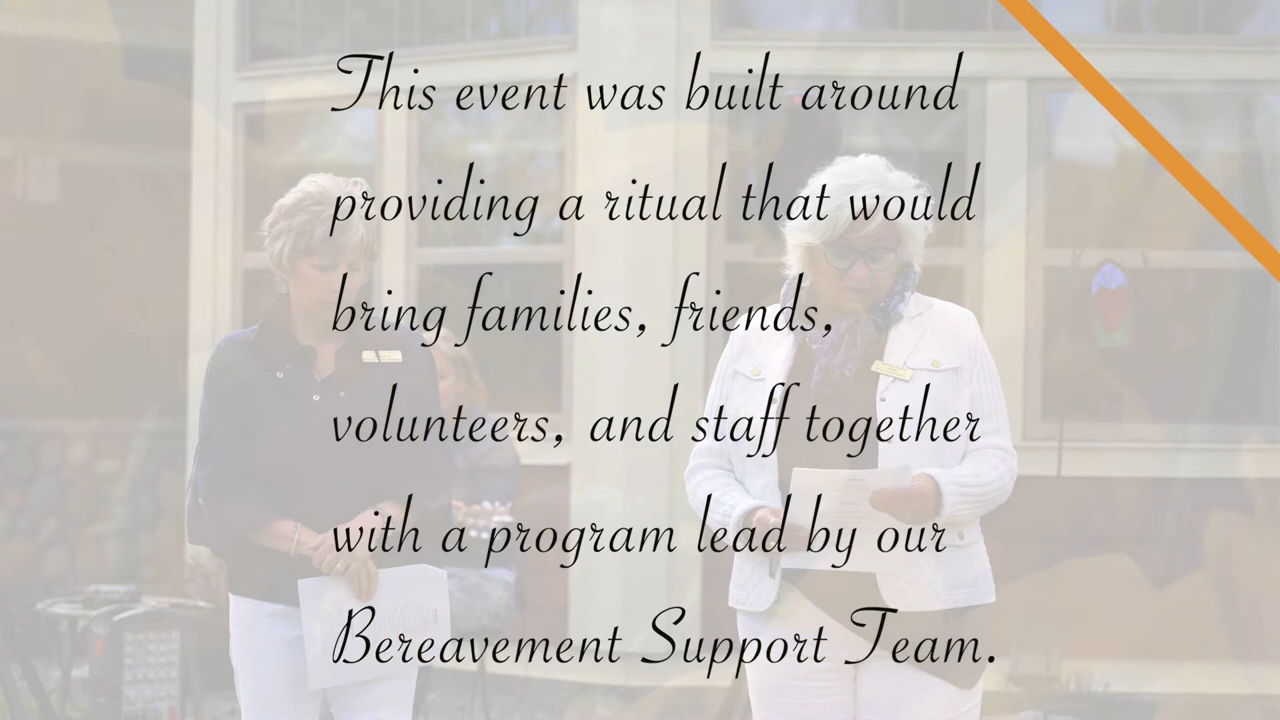 This event was built around
providing a ritual that would
bring families, friends,
volunteers, and staff together
with a program lead by our
Bereavement Support Team.